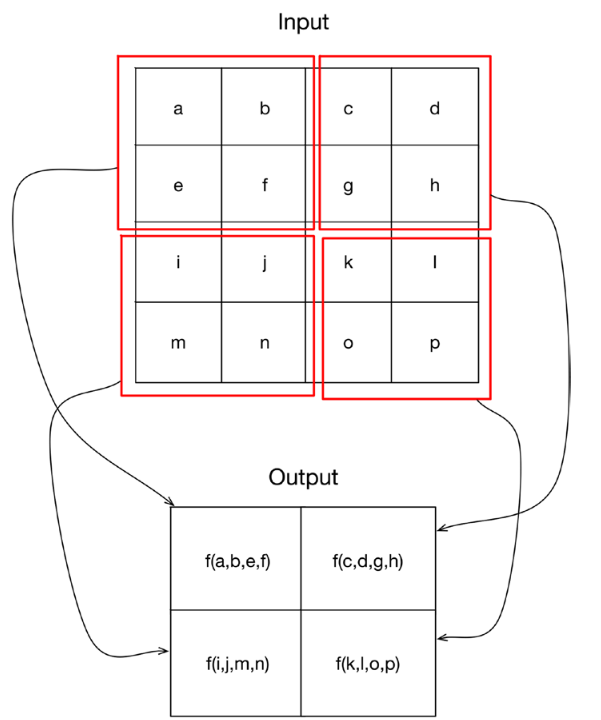 Input
a b c d
e f g h
i j k l
m n o p
Output
f(a,b,e,f) f(c,d,g,h)
f(i,j,m,n) f(k,l,o,p)